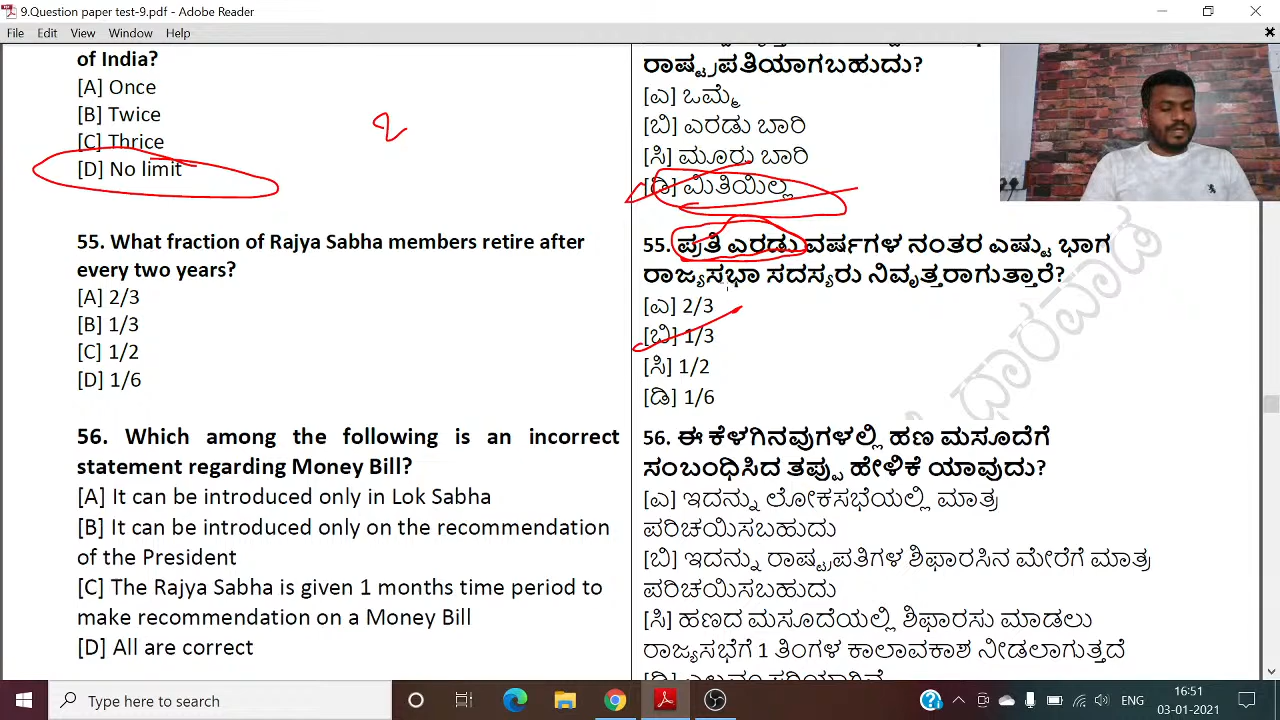 9.Question paper test-9.pdf - Adobe Reader
File Edit View Window Help
of India?
[A] Once
[B] Twice
[C] Thrice
[D] No limit
2
55. What fraction of Rajya Sabha members retire after
every two years?
[A] 2/3
[B] 1/3
[C] 1/2
[D] 1/6
56. Which among the following is an incorrect
statement regarding Money Bill?
[A] It can be introduced only in Lok Sabha
[B] It can be introduced only on the recommendation
of the President
[C] The Rajya Sabha is given 1 months time period to
make recommendation on a Money Bill
[D] All are correct
ರಾಷ್ಟ್ರಪತಿಯಾಗಬಹುದು?
[ಎ] ಒಮ್ಮೆ
[ಬಿ] ಎರಡು ಬಾರಿ
[ಸಿ] ಮೂರು ಬಾರಿ
[ಡಿ] ಮಿತಿಯಿಲ್ಲ
55. ಪ್ರತಿ ಎರಡು ವರ್ಷಗಳ ನಂತರ ಎಷ್ಟು ಭಾಗ
ರಾಜ್ಯಸಭಾ ಸದಸ್ಯರು ನಿವೃತ್ತರಾಗುತ್ತಾರೆ?
[ಎ] 2/3
[ಬಿ] 1/3
[ಸಿ] 1/2
[ಡಿ] 1/6
56. ಈ ಕೆಳಗಿನವುಗಳಲ್ಲಿ ಹಣ ಮಸೂದೆಗೆ
ಸಂಬಂಧಿಸಿದ ತಪ್ಪು ಹೇಳಿಕೆ ಯಾವುದು?
[ಎ] ಇದನ್ನು ಲೋಕಸಭೆಯಲ್ಲಿ ಮಾತ್ರ
ಪರಿಚಯಿಸಬಹುದು
[ಬಿ] ಇದನ್ನು ರಾಷ್ಟ್ರಪತಿಗಳ ಶಿಫಾರಸಿನ ಮೇರೆಗೆ ಮಾತ್ರ
ಪರಿಚಯಿಸಬಹುದು
[ಸಿ] ಹಣದ ಮಸೂದೆಯಲ್ಲಿ ಶಿಫಾರಸು ಮಾಡಲು
ರಾಜ್ಯಸಭೆಗೆ 1 ತಿಂಗಳ ಕಾಲಾವಕಾಶ ನೀಡಲಾಗುತ್ತದೆ
ಧಾರವಾಡ
Type here to search
ENG
16:51
03-01-2021